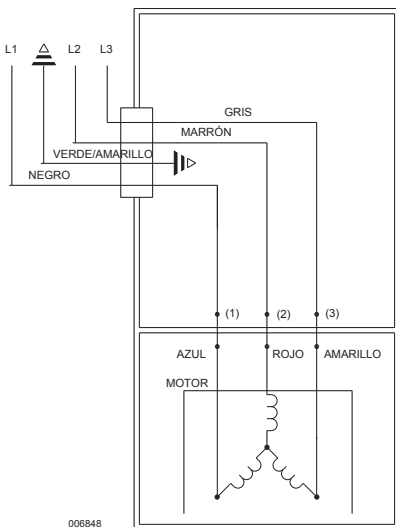 L1 L2 L3
GRIS
MARRÓN
VERDE/AMARILLO
NEGRO
(1) (2) (3)
AZUL ROJO AMARILLO
MOTOR
006848